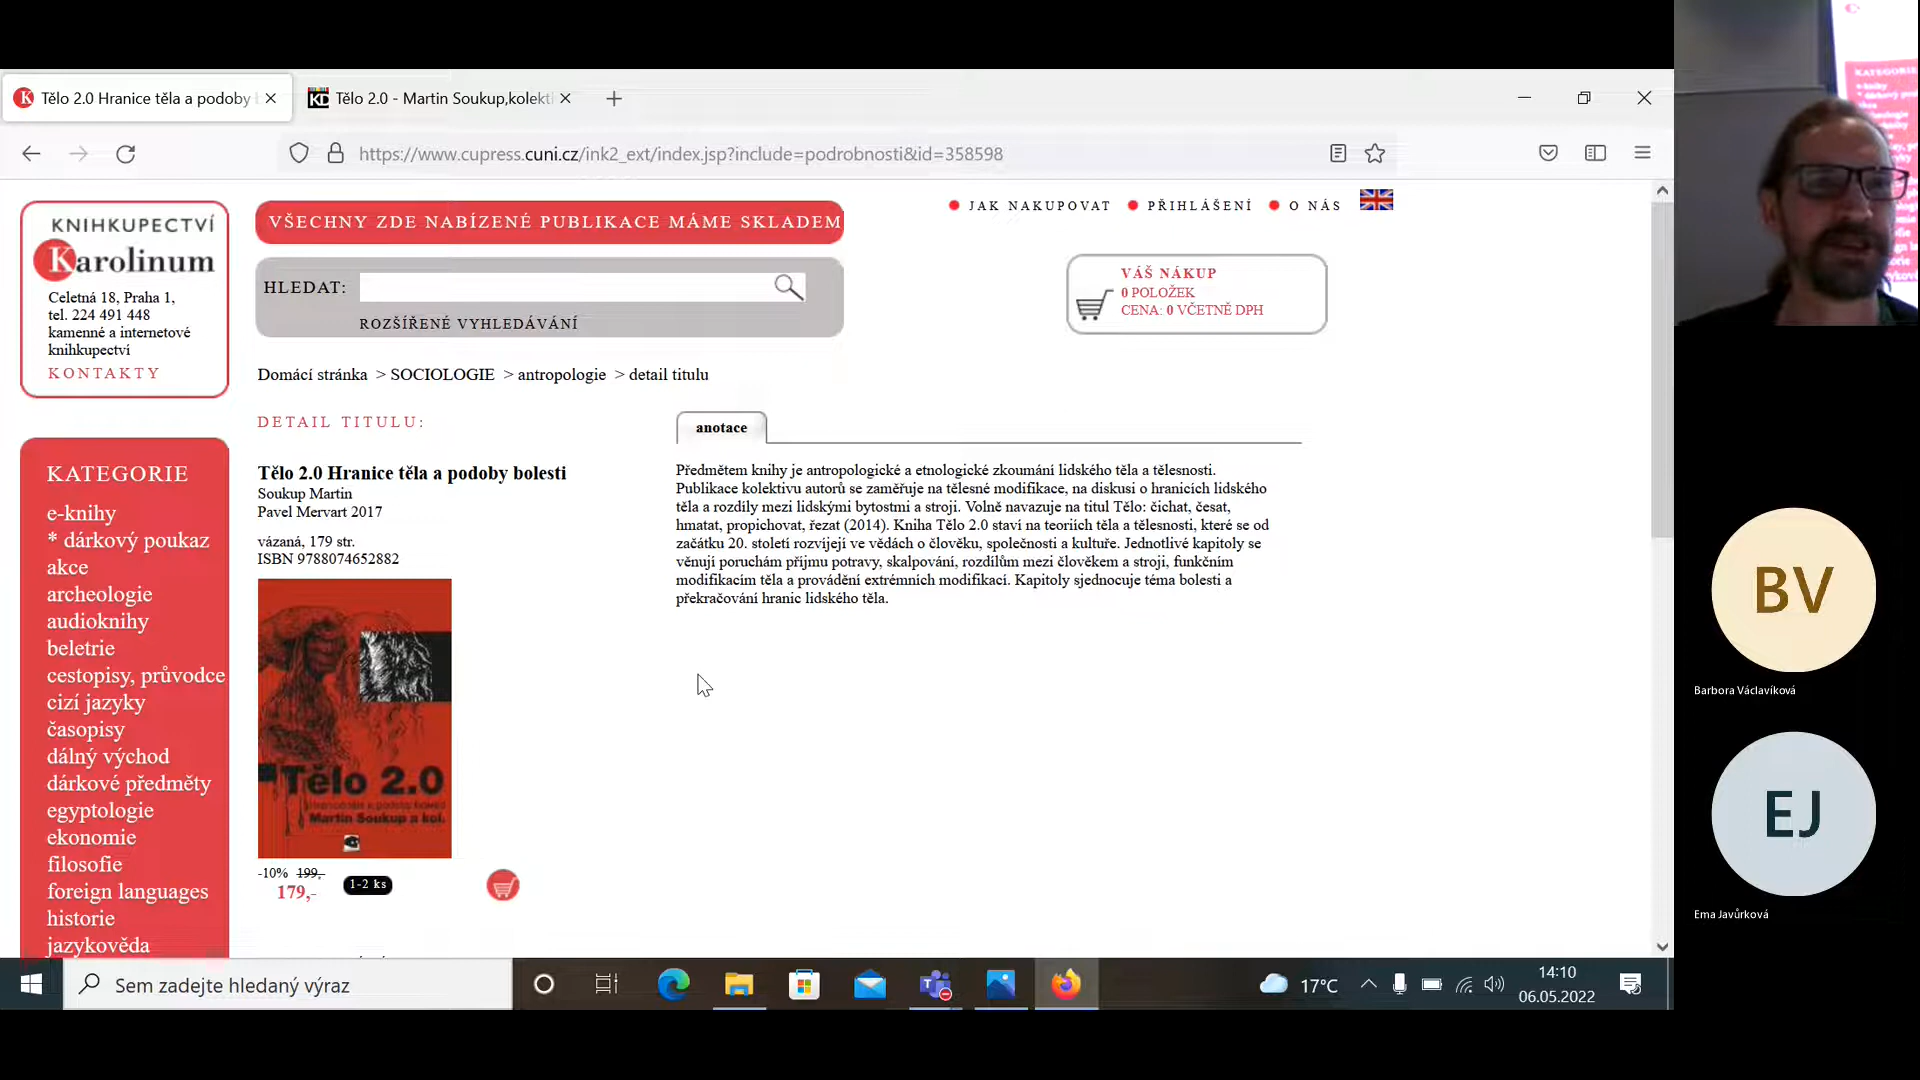 Tělo 2.0 Hranice těla a podoby
Tělo 2.0 - Martin Soukup,kolekti
https://www.cupress.cuni.cz/ink2_ext/index.jsp?include=podrobnosti&id=358598
KNIHKUPECTVÍ
Karolinum
Celetná 18, Praha 1,
tel. 224 491 448
kamenné a internetové
knihkupectví
KONTAKTY
VŠECHNY ZDE NABÍZENÉ PUBLIKACE MÁME SKLADEM
HLEDAT:
ROZŠÍŘENÉ VYHLEDÁVÁNÍ
JAK NAKUPOVAT
PŘIHLÁŠENÍ
O NÁS
VÁŠ NÁKUP
0 POLOŽEK
CENA: 0 VČETNĚ DPH
Domácí stránka > SOCIOLOGIE > antropologie > detail titulu
KATEGORIE
e-knihy
* dárkový poukaz
akce
archeologie
audioknihy
beletrie
cestopisy, průvodce
cizí jazyky
časopisy
dálný východ
dárkové předměty
egyptologie
ekonomie
filosofie
foreign languages
historie
jazykověda
DETAIL TITULU:
Tělo 2.0 Hranice těla a podoby bolesti
Soukup Martin
Pavel Mervart 2017
vázaná, 179 str.
ISBN 9788074652882
Tělo 2.0
Martin Soukup a kol.
-10% 199,-
179,-
1-2 ks
anotace
Předmětem knihy je antropologické a etnologické zkoumání lidského těla a tělesnosti.
Publikace kolektivu autorů se zaměřuje na tělesné modifikace, na diskusi o hranicích lidského
těla a rozdíly mezi lidskými bytostmi a stroji. Volně navazuje na titul Tělo: čichat, česat,
hmatat, propichovat, řezat (2014). Kniha Tělo 2.0 staví na teoriích těla a tělesnosti, které se od
začátku 20. století rozvíjejí ve vědách o člověku, společnosti a kultuře. Jednotlivé kapitoly se
věnují poruchám příjmu potravy, skalpování, rozdílům mezi člověkem a stroji, funkčním
modifikacím těla a provádění extrémních modifikací. Kapitoly sjednocuje téma bolesti a
překračování hranic lidského těla.
Sem zadejte hledaný výraz
17°C
14:10
06.05.2022
BV
Barbora Václavíková
EJ
Ema Javůrková